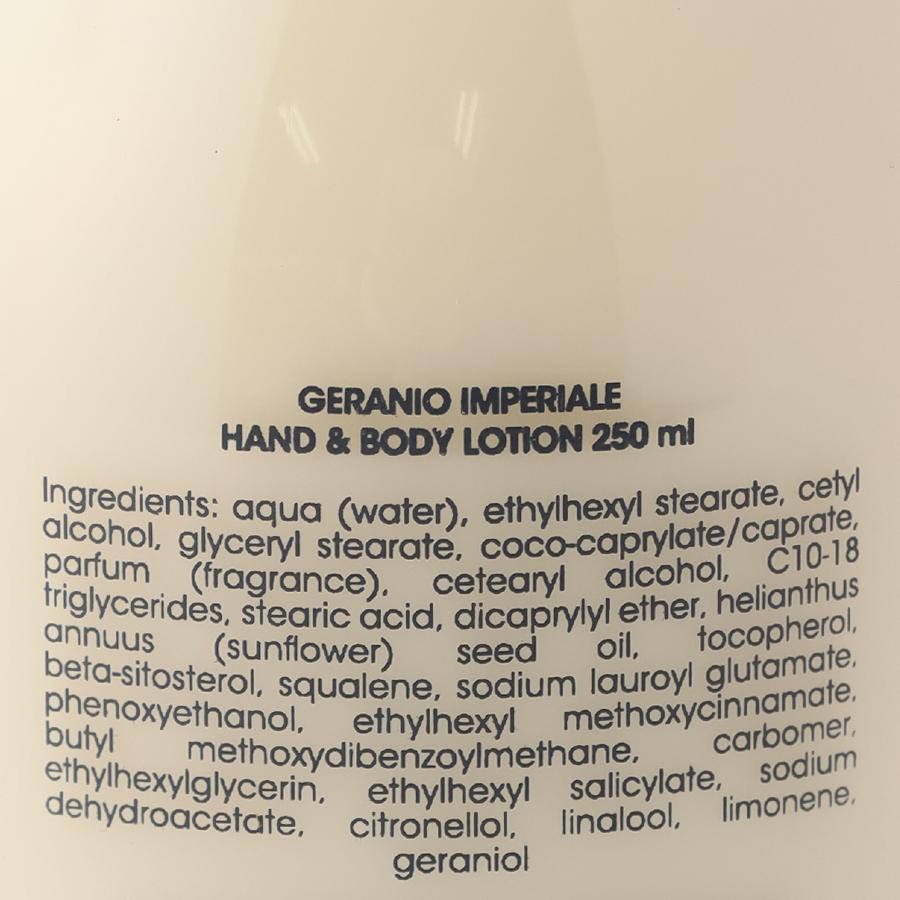 GERANIO IMPERIALE
HAND & BODY LOTION 250 ml
Ingredients: aqua (water), ethylhexyl stearate, cetyl
alcohol, glyceryl stearate, coco-caprylate/caprate,
parfum (fragrance), cetearyl alcohol, C10-18
triglycerides, stearic acid, dicaprylyl ether, helianthus
annuus (sunflower) seed oil, tocopherol,
beta-sitosterol, squalene, sodium lauroyl glutamate,
phenoxyethanol, ethylhexyl methoxycinnamate,
butyl methoxydibenzoylmethane, carbomer,
ethylhexylglycerin, ethylhexyl salicylate, sodium
dehydroacetate, citronellol, linalool, limonene,
geraniol